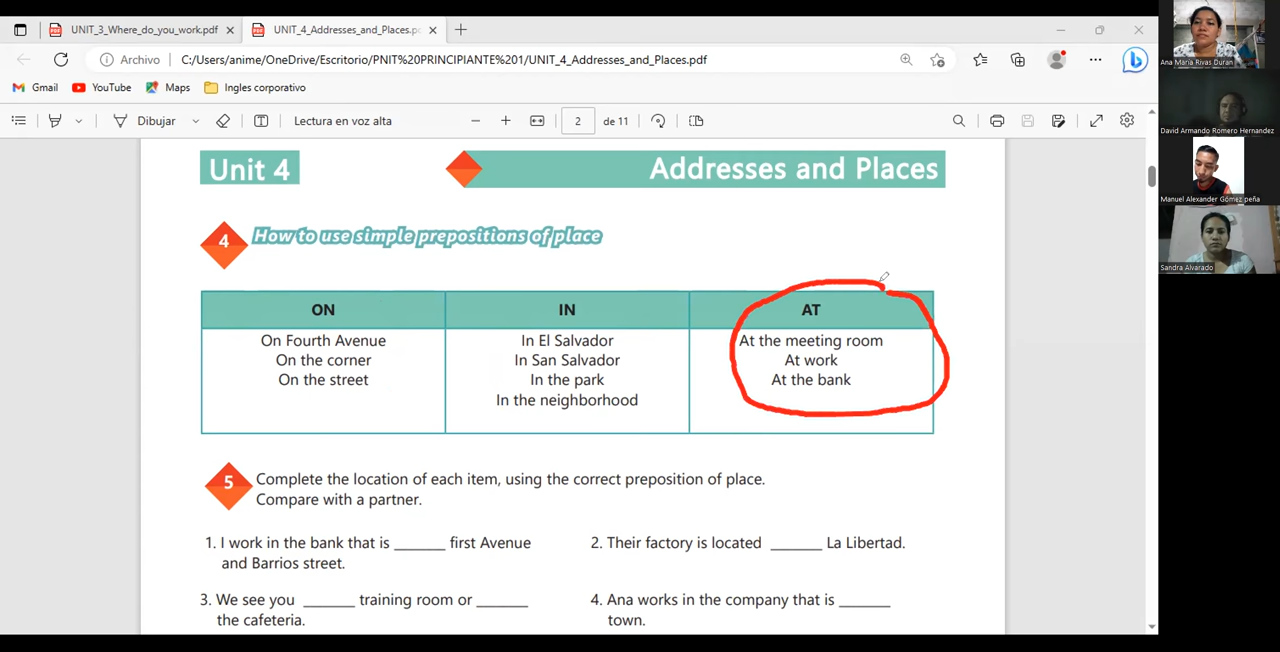 UNIT_3_Where_do_you_work.pdf
UNIT_4_Addresses_and_Places.pc
Archivo
C:/Users/anime/OneDrive/Escritorio/PNIT%20PRINCIPIANTE%201/UNIT_4_Addresses_and_Places.pdf
Gmail
YouTube
Maps
Ingles corporativo
Dibujar
Lectura en voz alta
2
de 11
Unit 4
Addresses and Places
4
How to use simple prepositions of place
ON
IN
AT
On Fourth Avenue
On the corner
On the street
In El Salvador
In San Salvador
In the park
In the neighborhood
At the meeting room
At work
At the bank
5
Complete the location of each item, using the correct preposition of place.
Compare with a partner.
1. I work in the bank that is ______ first Avenue
and Barrios street.
2. Their factory is located ______ La Libertad.
3. We see you ______ training room or ______
the cafeteria.
4. Ana works in the company that is ______
town.
Ana María Rivas Duran
David Armando Romero Hernandez
Manuel Alexander Gómez peña
Sandra Alvarado